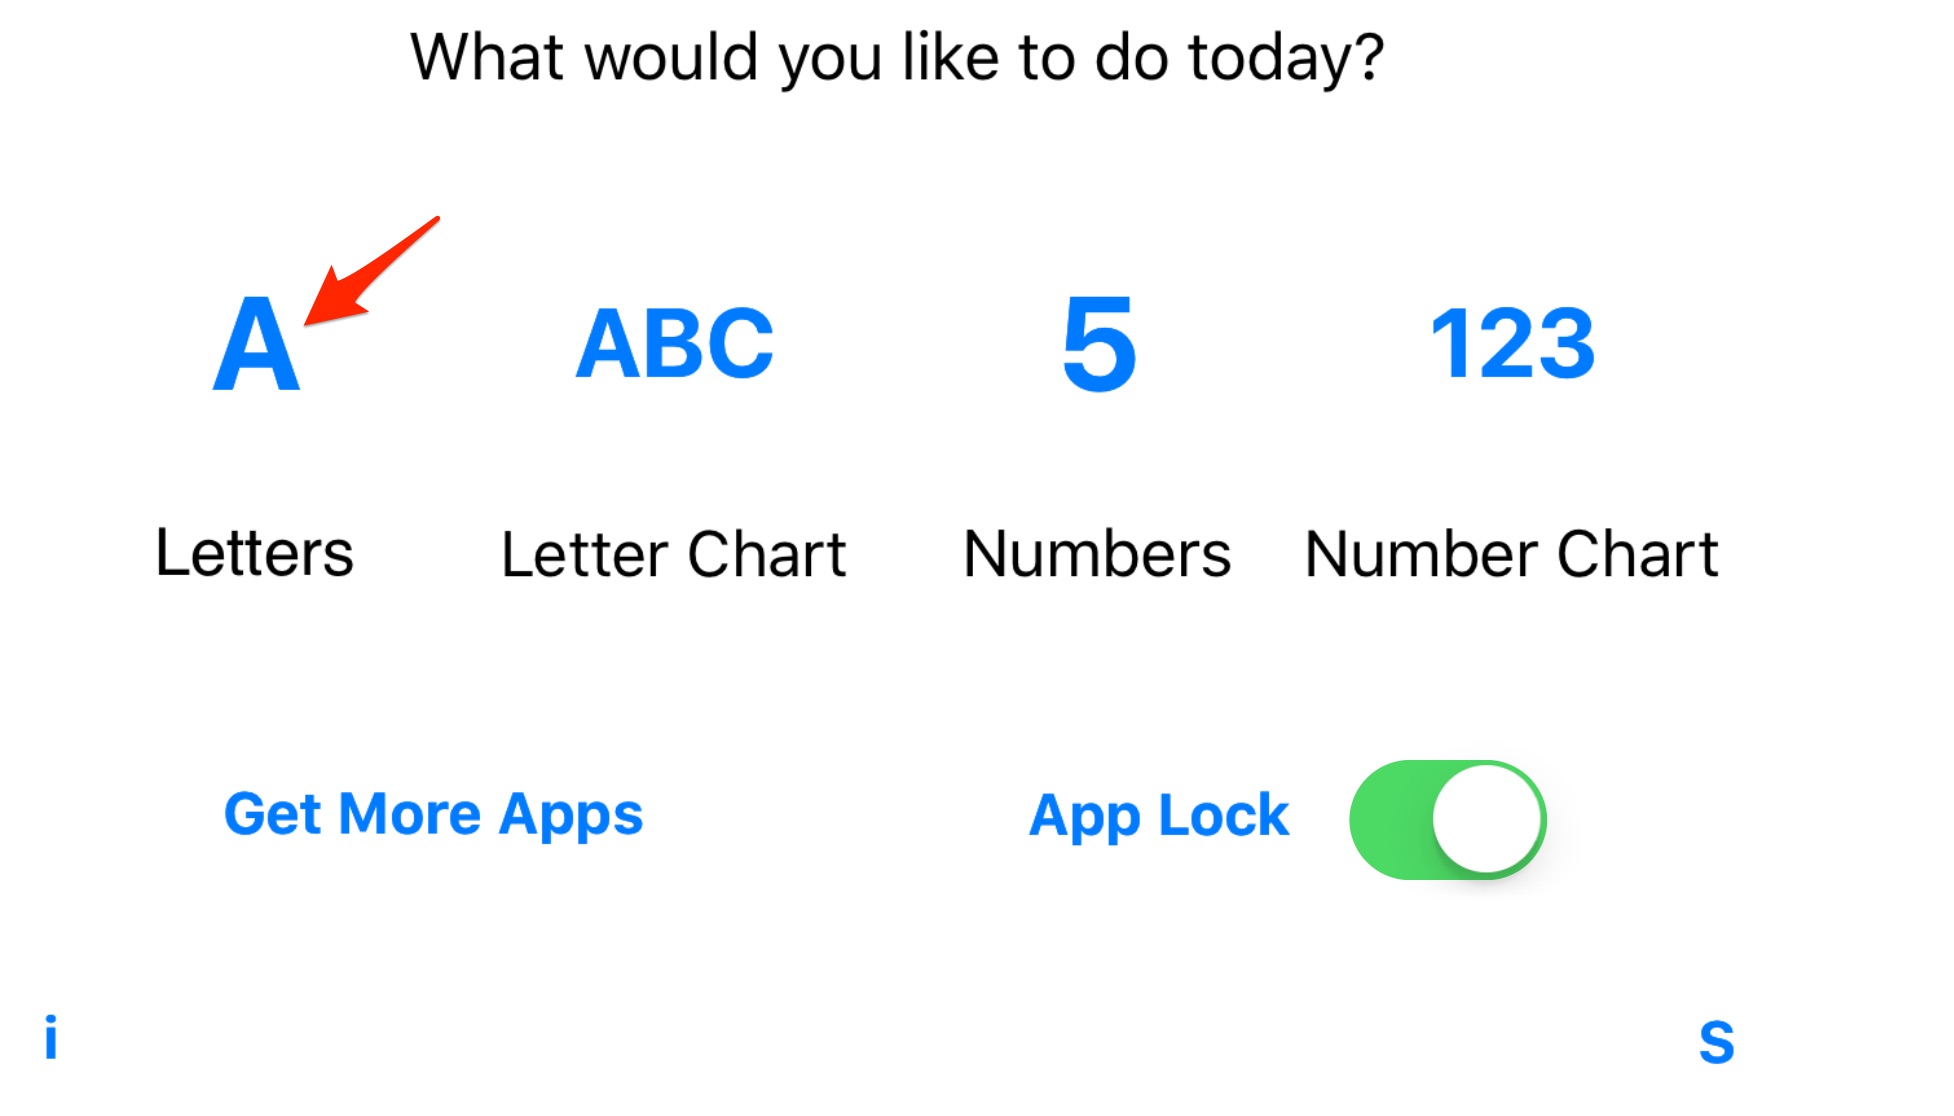 What would you like to do today?
A ABC 5 123
Letters Letter Chart Numbers Number Chart
Get More Apps App Lock
i S